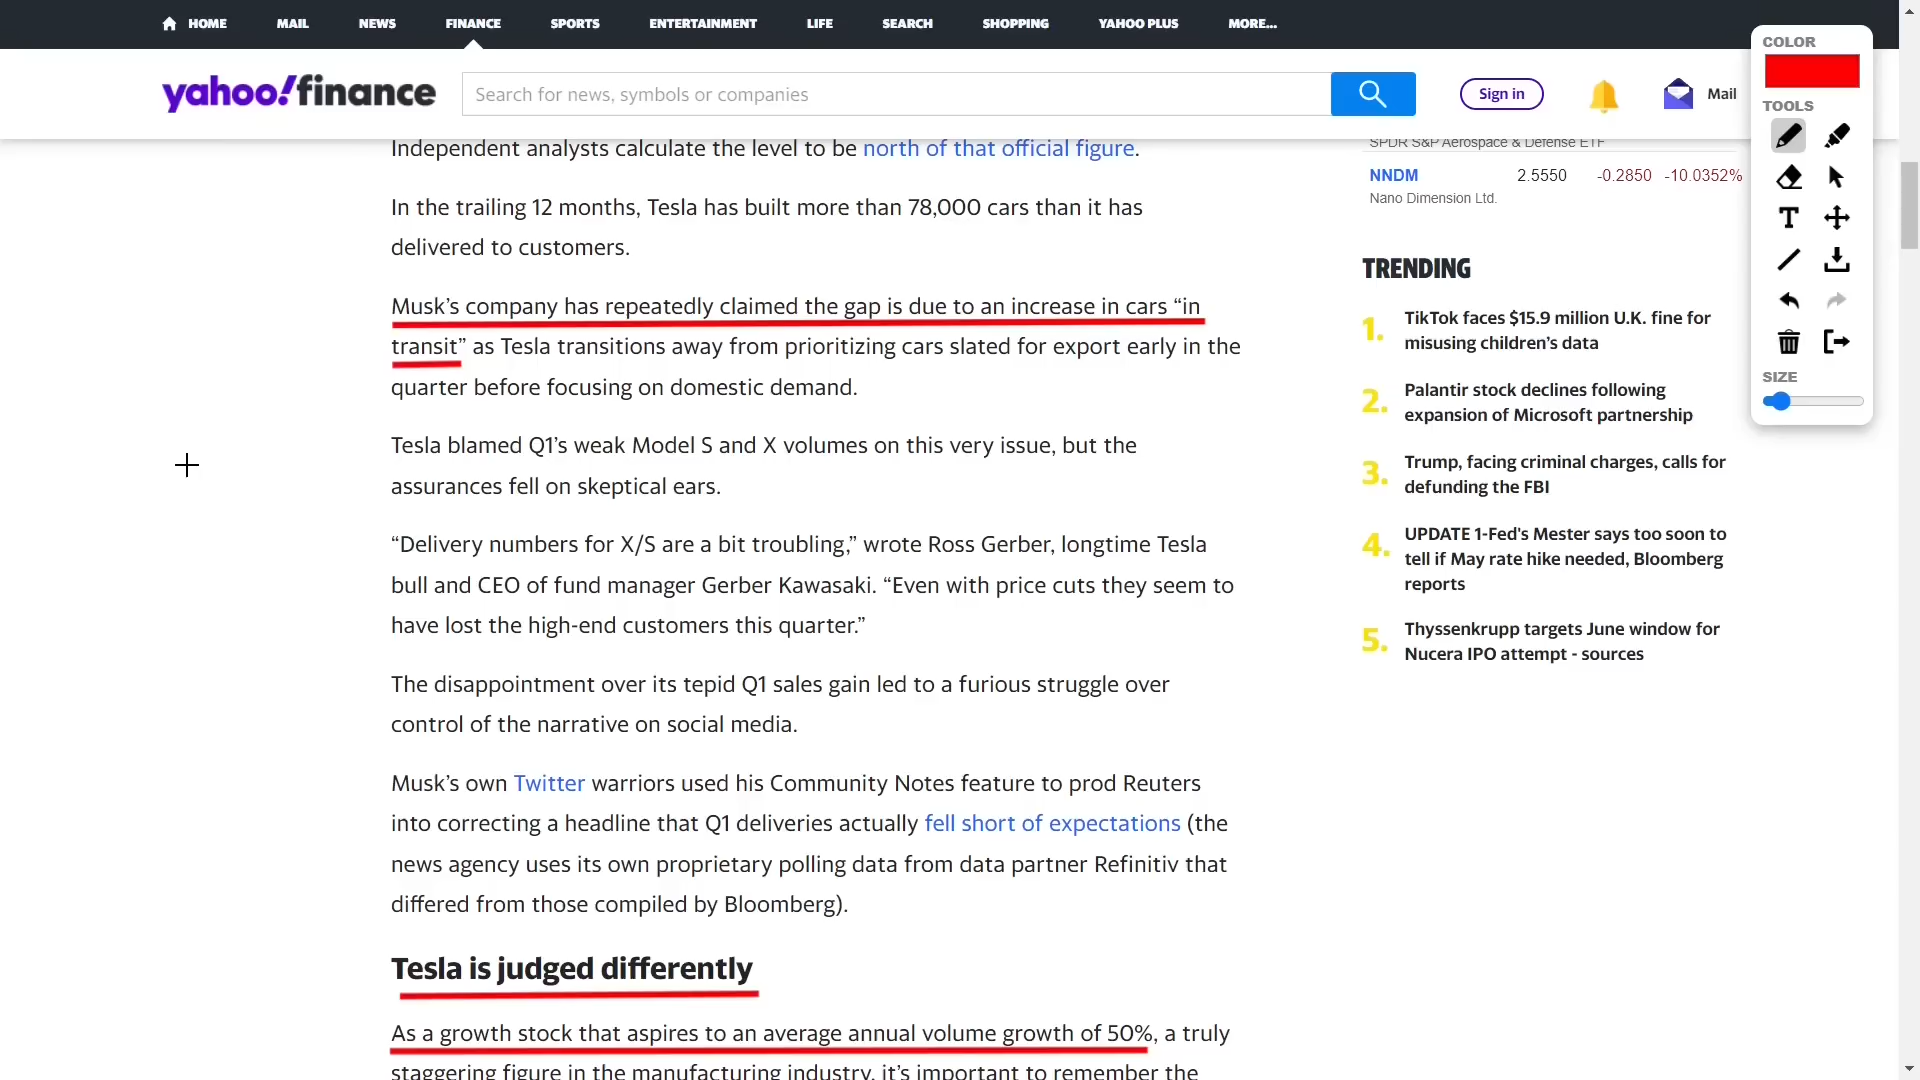 HOME MAIL NEWS FINANCE SPORTS ENTERTAINMENT LIFE SEARCH SHOPPING YAHOO PLUS MORE...
yahoo!finance
Search for news, symbols or companies
Sign in
Mail
Independent analysts calculate the level to be north of that official figure.
In the trailing 12 months, Tesla has built more than 78,000 cars than it has
delivered to customers.
Musk’s company has repeatedly claimed the gap is due to an increase in cars “in
transit” as Tesla transitions away from prioritizing cars slated for export early in the
quarter before focusing on domestic demand.
Tesla blamed Q1’s weak Model S and X volumes on this very issue, but the
assurances fell on skeptical ears.
“Delivery numbers for X/S are a bit troubling,” wrote Ross Gerber, longtime Tesla
bull and CEO of fund manager Gerber Kawasaki. “Even with price cuts they seem to
have lost the high-end customers this quarter.”
The disappointment over its tepid Q1 sales gain led to a furious struggle over
control of the narrative on social media.
Musk’s own Twitter warriors used his Community Notes feature to prod Reuters
into correcting a headline that Q1 deliveries actually fell short of expectations (the
news agency uses its own proprietary polling data from data partner Refinitiv that
differed from those compiled by Bloomberg).
Tesla is judged differently
As a growth stock that aspires to an average annual volume growth of 50%, a truly
staggering figure in the manufacturing industry, it’s important to remember the
SPDR S&P Aerospace & Defense ETF
NNDM 2.5550 -0.2850 -10.0352%
Nano Dimension Ltd.
TRENDING
1. TikTok faces $15.9 million U.K. fine for
misusing children’s data
2. Palantir stock declines following
expansion of Microsoft partnership
3. Trump, facing criminal charges, calls for
defunding the FBI
4. UPDATE 1-Fed's Mester says too soon to
tell if May rate hike needed, Bloomberg
reports
5. Thyssenkrupp targets June window for
Nucera IPO attempt - sources
COLOR
TOOLS
T
SIZE